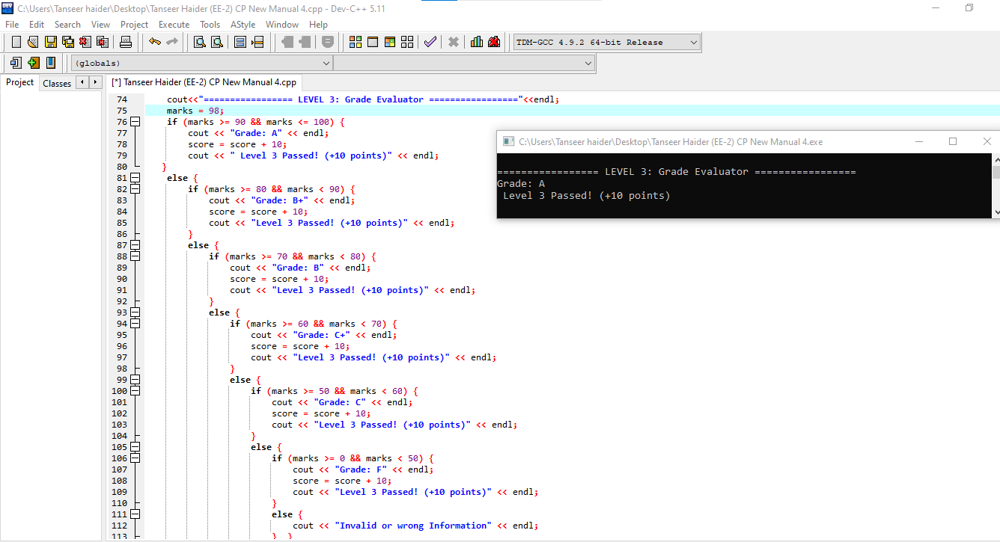 C:\Users\Tanseer haider\Desktop\Tanseer Haider (EE-2) CP New Manual 4.cpp - Dev-C++ 5.11
File Edit Search View Project Execute Tools AStyle Window Help
TDM-GCC 4.9.2 64-bit Release
(globals)
Project Classes [*] Tanseer Haider (EE-2) CP New Manual 4.cpp
74 cout<<"================= LEVEL 3: Grade Evaluator ================="<<endl;
75 marks = 98;
76 if (marks >= 90 && marks <= 100) {
77 cout << "Grade: A" << endl;
78 score = score + 10;
79 cout << " Level 3 Passed! (+10 points)" << endl;
80 }
81 else {
82 if (marks >= 80 && marks < 90) {
83 cout << "Grade: B+" << endl;
84 score = score + 10;
85 cout << "Level 3 Passed! (+10 points)" << endl;
86 }
87 else {
88 if (marks >= 70 && marks < 80) {
89 cout << "Grade: B" << endl;
90 score = score + 10;
91 cout << "Level 3 Passed! (+10 points)" << endl;
92 }
93 else {
94 if (marks >= 60 && marks < 70) {
95 cout << "Grade: C+" << endl;
96 score = score + 10;
97 cout << "Level 3 Passed! (+10 points)" << endl;
98 }
99 else {
100 if (marks >= 50 && marks < 60) {
101 cout << "Grade: C" << endl;
102 score = score + 10;
103 cout << "Level 3 Passed! (+10 points)" << endl;
104 }
105 else {
106 if (marks >= 0 && marks < 50) {
107 cout << "Grade: F" << endl;
108 score = score + 10;
109 cout << "Level 3 Passed! (+10 points)" << endl;
110 }
111 else {
112 cout << "Invalid or wrong Information" << endl;
113 } }
C:\Users\Tanseer haider\Desktop\Tanseer Haider (EE-2) CP New Manual 4.exe
================= LEVEL 3: Grade Evaluator =================
Grade: A
Level 3 Passed! (+10 points)